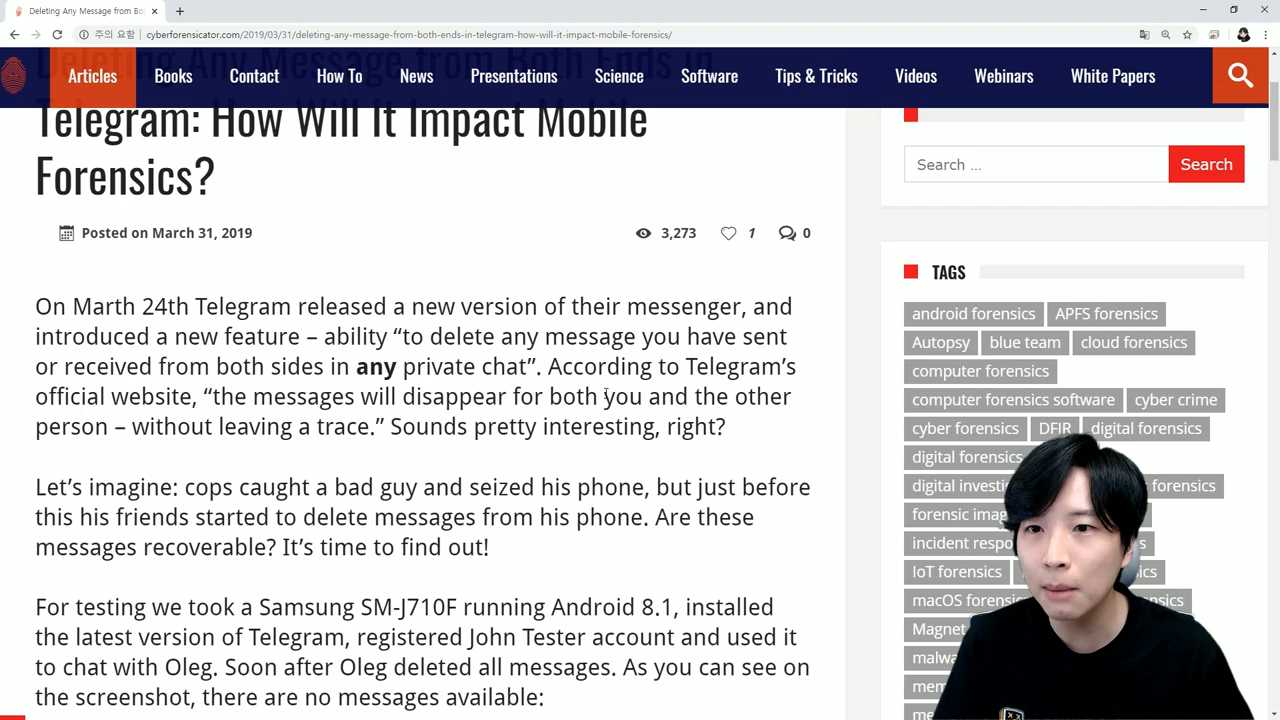 Deleting Any Message from Bo
주의 요함
cyberforensicator.com/2019/03/31/deleting-any-message-from-both-ends-in-telegram-how-will-it-impact-mobile-forensics/
Articles Books Contact How To News Presentations Science Software Tips & Tricks Videos Webinars White Papers
Deleting Any Message from Both Ends in
Telegram: How Will It Impact Mobile
Forensics?
Posted on March 31, 2019
3,273 1 0
On Marth 24th Telegram released a new version of their messenger, and
introduced a new feature – ability “to delete any message you have sent
or received from both sides in any private chat”. According to Telegram’s
official website, “the messages will disappear for both you and the other
person – without leaving a trace.” Sounds pretty interesting, right?
Let’s imagine: cops caught a bad guy and seized his phone, but just before
this his friends started to delete messages from his phone. Are these
messages recoverable? It’s time to find out!
For testing we took a Samsung SM-J710F running Android 8.1, installed
the latest version of Telegram, registered John Tester account and used it
to chat with Oleg. Soon after Oleg deleted all messages. As you can see on
the screenshot, there are no messages available:
Search ... Search
TAGS
android forensics APFS forensics
Autopsy blue team cloud forensics
computer forensics
computer forensics software cyber crime
cyber forensics DFIR digital forensics
digital forensics
digital forensics
forensic
incident
IoT forensics
macOS
Magnet